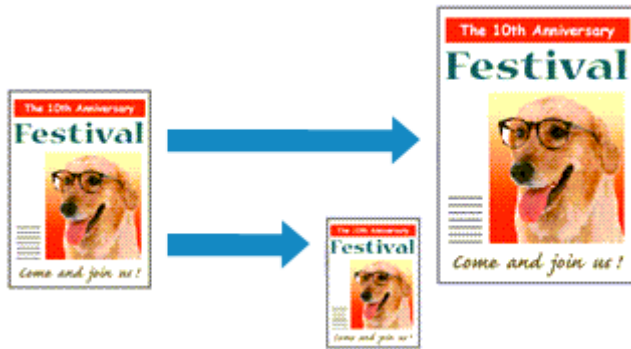 The 10th Anniversary
Festival
Come and join us!
The 10th Anniversary
Festival
Come and join us!
The 10th Anniversary
Festival
Come and join us!